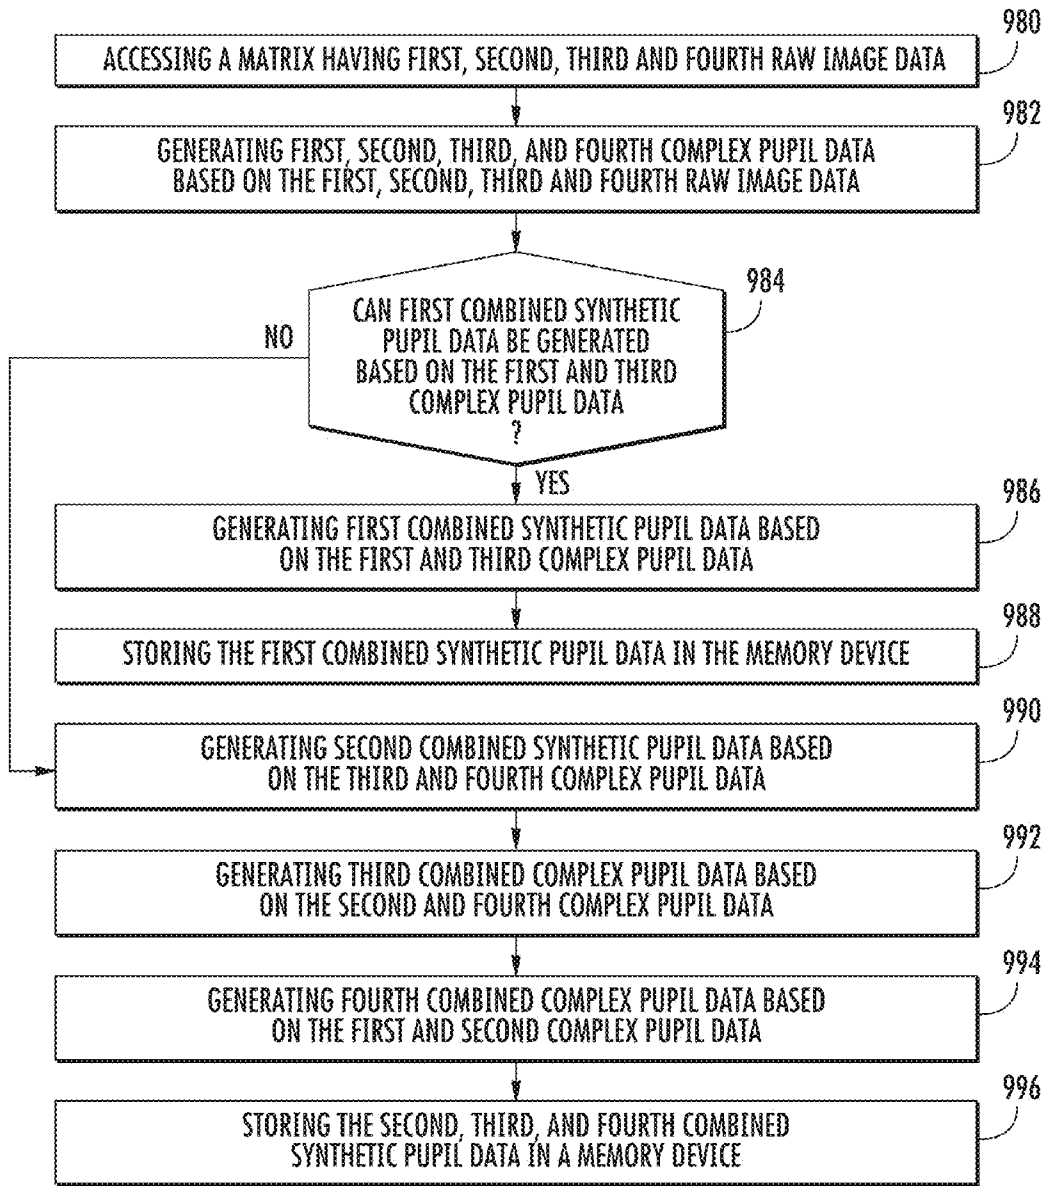 980
ACCESSING A MATRIX HAVING FIRST, SECOND, THIRD AND FOURTH RAW IMAGE DATA
982
GENERATING FIRST, SECOND, THIRD, AND FOURTH COMPLEX PUPIL DATA
BASED ON THE FIRST, SECOND, THIRD AND FOURTH RAW IMAGE DATA
984
CAN FIRST COMBINED SYNTHETIC
PUPIL DATA BE GENERATED
BASED ON THE FIRST AND THIRD
COMPLEX PUPIL DATA
?
NO
YES
986
GENERATING FIRST COMBINED SYNTHETIC PUPIL DATA BASED
ON THE FIRST AND THIRD COMPLEX PUPIL DATA
988
STORING THE FIRST COMBINED SYNTHETIC PUPIL DATA IN THE MEMORY DEVICE
990
GENERATING SECOND COMBINED SYNTHETIC PUPIL DATA BASED
ON THE THIRD AND FOURTH COMPLEX PUPIL DATA
992
GENERATING THIRD COMBINED COMPLEX PUPIL DATA BASED
ON THE SECOND AND FOURTH COMPLEX PUPIL DATA
994
GENERATING FOURTH COMBINED COMPLEX PUPIL DATA BASED
ON THE FIRST AND SECOND COMPLEX PUPIL DATA
996
STORING THE SECOND, THIRD, AND FOURTH COMBINED
SYNTHETIC PUPIL DATA IN A MEMORY DEVICE